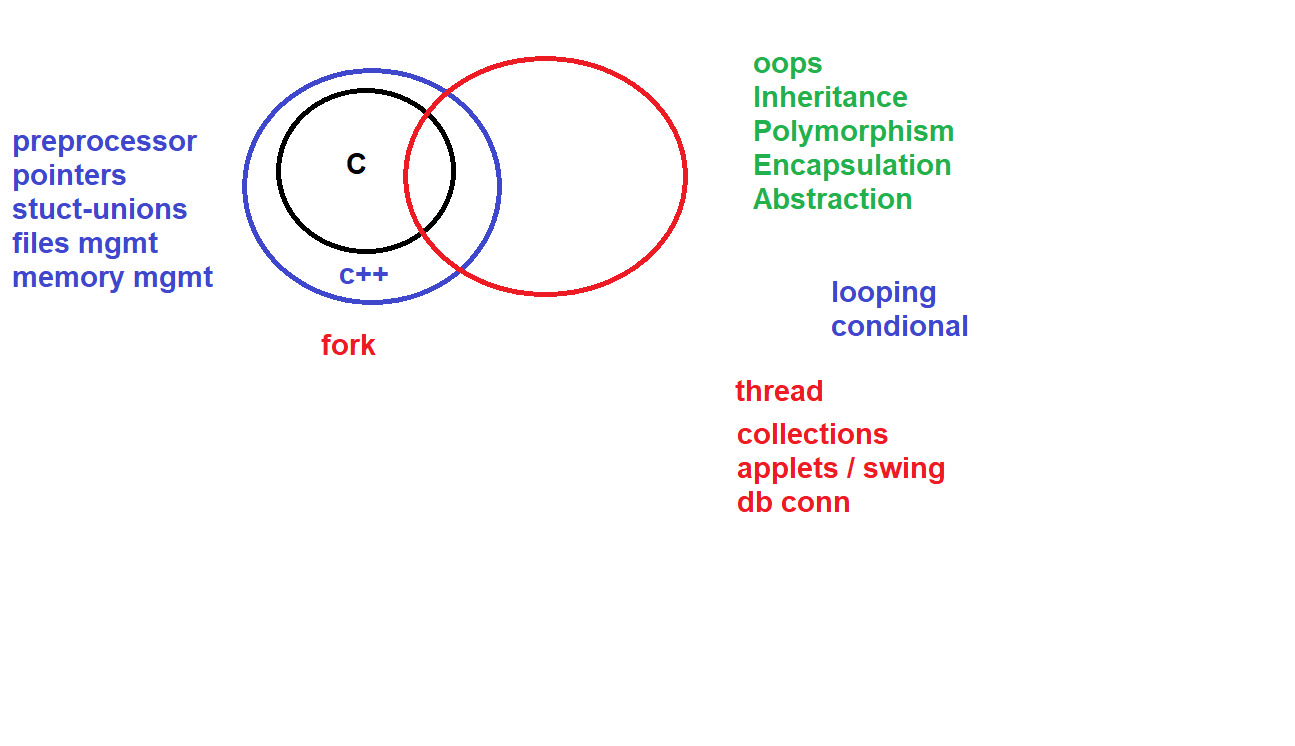 preprocessor
pointers
stuct-unions
files mgmt
memory mgmt
C
c++
fork
oops
Inheritance
Polymorphism
Encapsulation
Abstraction
looping
condional
thread
collections
applets / swing
db conn